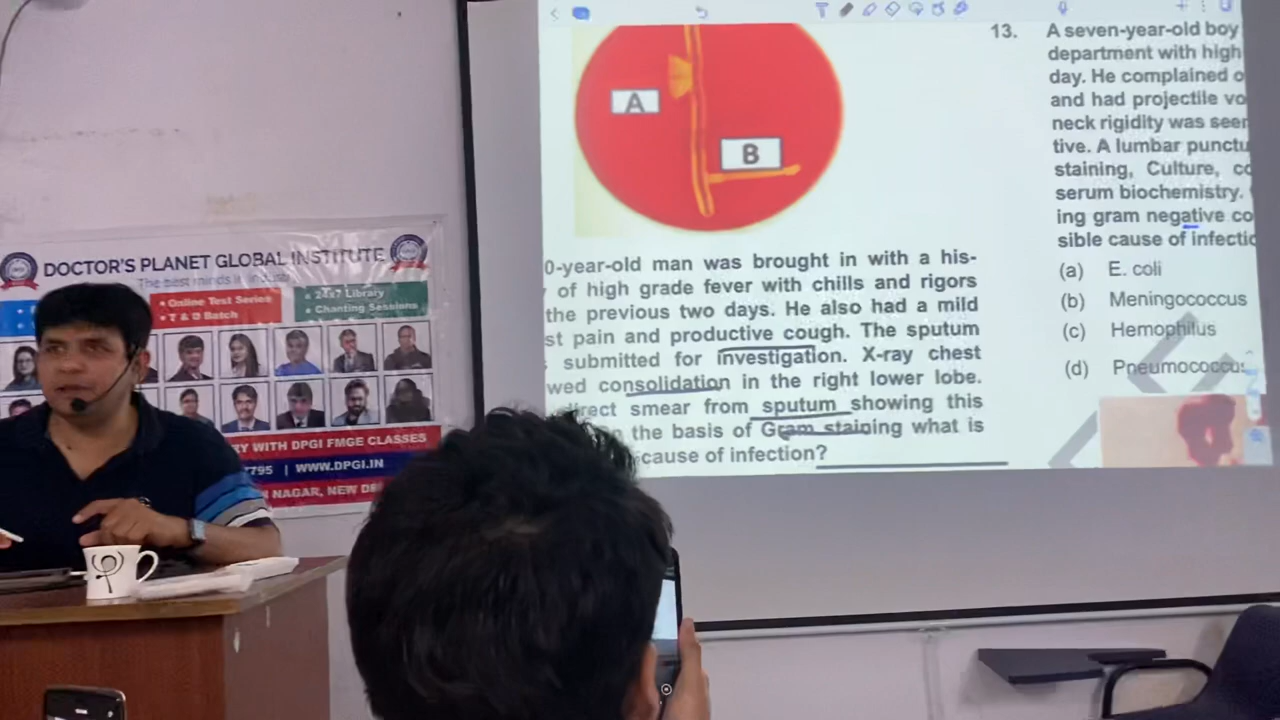 A
B
0-year-old man was brought in with a his-
of high grade fever with chills and rigors
the previous two days. He also had a mild
st pain and productive cough. The sputum
submitted for investigation. X-ray chest
wed consolidation in the right lower lobe.
direct smear from sputum showing this
the basis of Gram staining what is
cause of infection?
13. A seven-year-old boy
department with high
day. He complained o
and had projectile vo
neck rigidity was seen
tive. A lumbar punctu
staining, Culture, co
serum biochemistry.
ing gram negative co
sible cause of infectio
(a) E. coli
(b) Meningococcus
(c) Hemophilus
(d) Pneumococcus
DOCTOR'S PLANET GLOBAL INSTITUTE
The best minds in
• Online Test Series
• T & D Batch
• 24x7 Library
• Chanting Sessions
Y WITH DPGI FMGE CLASSES
7795 | WWW.DPGI.IN
NAGAR, NEW DE